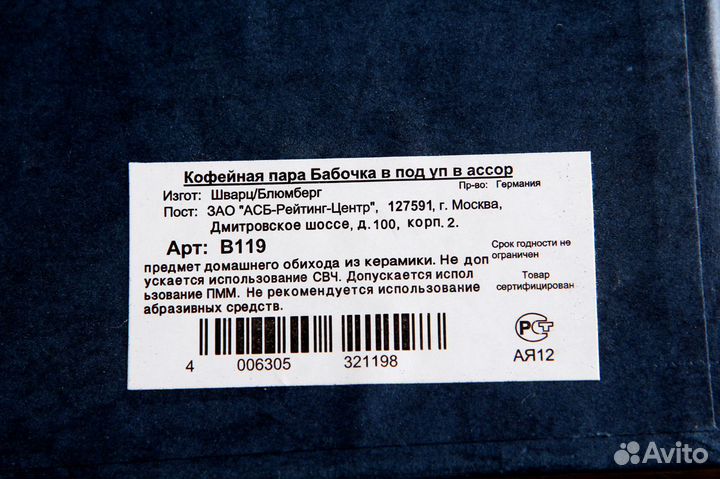 Кофейная пара Бабочка в под уп в ассор
Изгот: Шварц/Блюмберг
Пр-во: Германия
Пост: ЗАО "АСБ-Рейтинг-Центр", 127591, г. Москва,
Дмитровское шоссе, д.100, корп. 2.
Арт: B119
Срок годности не
ограничен
предмет домашнего обихода из керамики. Не доп
ускается использование СВЧ. Допускается испол
ьзование ПММ. Не рекомендуется использование
абразивных средств.
Товар
сертифицирован
4 006305 321198
РСТ
АЯ12
Avito